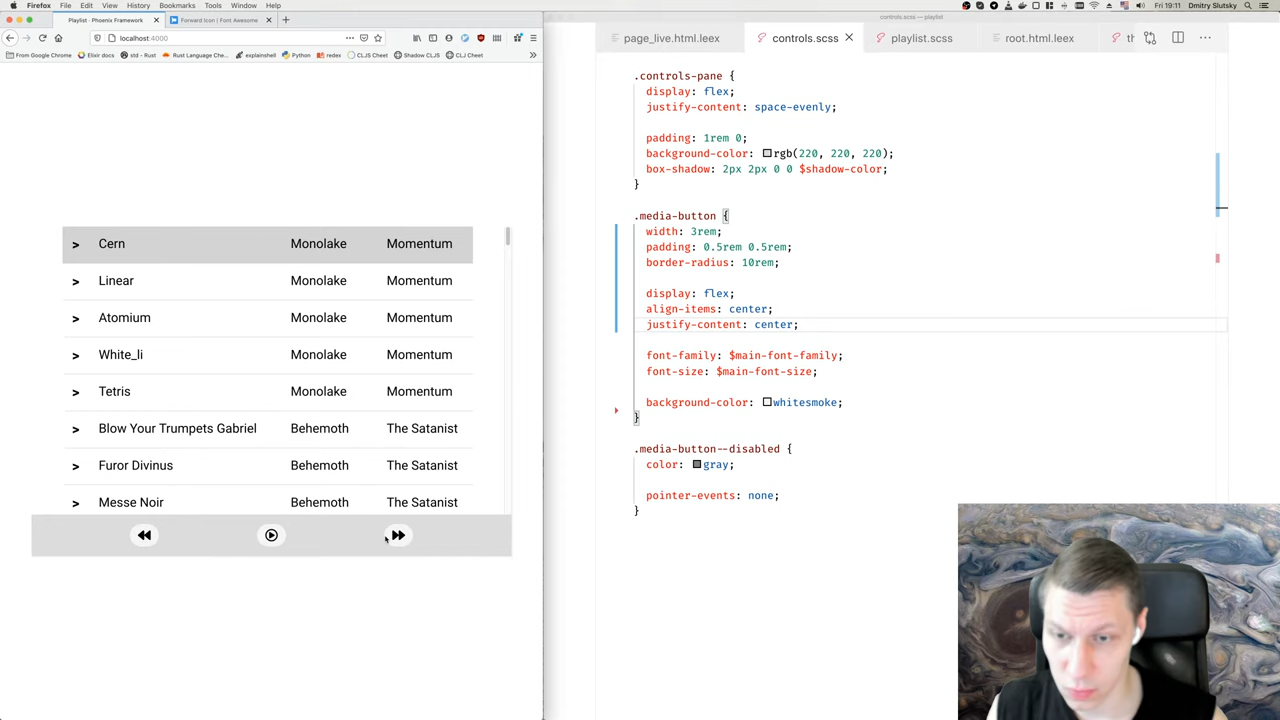 Firefox File Edit View History Bookmarks Tools Window Help
Fri 19:11 Dmitry Slutsky
Playlist · Phoenix Framework
Forward Icon | Font Awesome
controls.scss — playlist
localhost:4000
From Google Chrome Elixir docs std - Rust Rust Language Chea… explainshell Python redex CLJS Cheet Shadow CLJS CLJ Cheet
page_live.html.leex controls.scss playlist.scss root.html.leex th
> Cern Monolake Momentum
> Linear Monolake Momentum
> Atomium Monolake Momentum
> White_li Monolake Momentum
> Tetris Monolake Momentum
> Blow Your Trumpets Gabriel Behemoth The Satanist
> Furor Divinus Behemoth The Satanist
> Messe Noir Behemoth The Satanist
.controls-pane {
display: flex;
justify-content: space-evenly;
padding: 1rem 0;
background-color: rgb(220, 220, 220);
box-shadow: 2px 2px 0 0 $shadow-color;
}
.media-button {
width: 3rem;
padding: 0.5rem 0.5rem;
border-radius: 10rem;
display: flex;
align-items: center;
justify-content: center;
font-family: $main-font-family;
font-size: $main-font-size;
background-color: whitesmoke;
}
.media-button--disabled {
color: gray;
pointer-events: none;
}